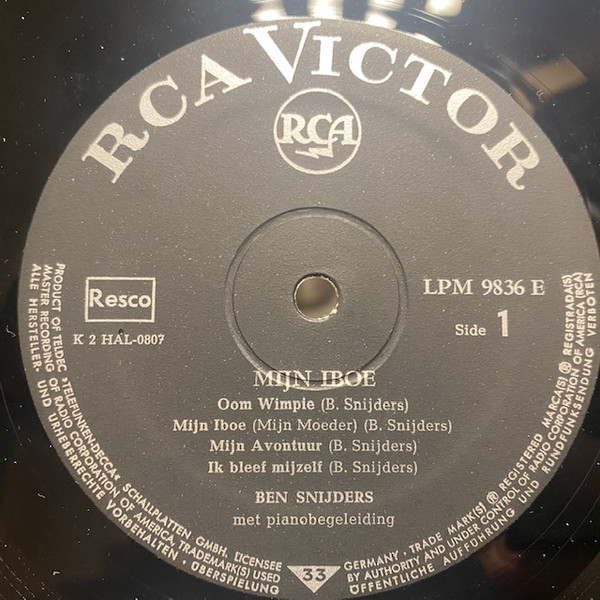 RCA VICTOR
RCA
Resco
K 2 HAL-0807
LPM 9836 E
Side 1
MIJN IBOE
Oom Wimpie (B. Snijders)
Mijn Iboe (Mijn Moeder) (B. Snijders)
Mijn Avontuur (B. Snijders)
Ik bleef mijzelf (B. Snijders)
BEN SNIJDERS
met pianobegeleiding
33
PRODUCT OF TELDEC »TELEFUNKEN-DECCA« SCHALLPLATTEN GMBH, LICENSEE
MASTER RECORDING OF RADIO CORPORATION OF AMERICA, TRADEMARK(S) USED
ALLE HERSTELLER- UND URHEBERRECHTE VORBEHALTEN · ÜBERSPIELUNG
GERMANY · TRADE MARK(S) ® REGISTERED MARCA(S) ® REGISTRADA(S)
BY AUTHORITY AND UNDER CONTROL OF RADIO CORPORATION OF AMERICA (RCA)
ÖFFENTLICHE AUFFÜHRUNG UND RUNDFUNKSENDUNG VERBOTEN